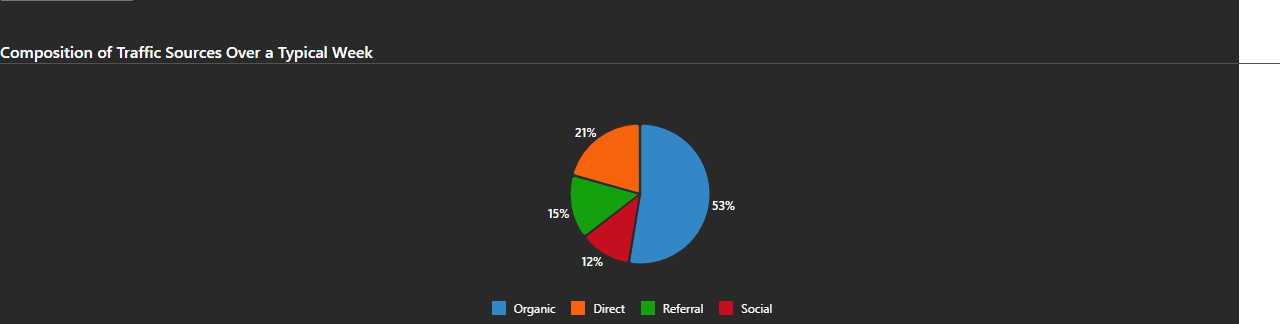 Composition of Traffic Sources Over a Typical Week
21%
53%
15%
12%
Organic Direct Referral Social